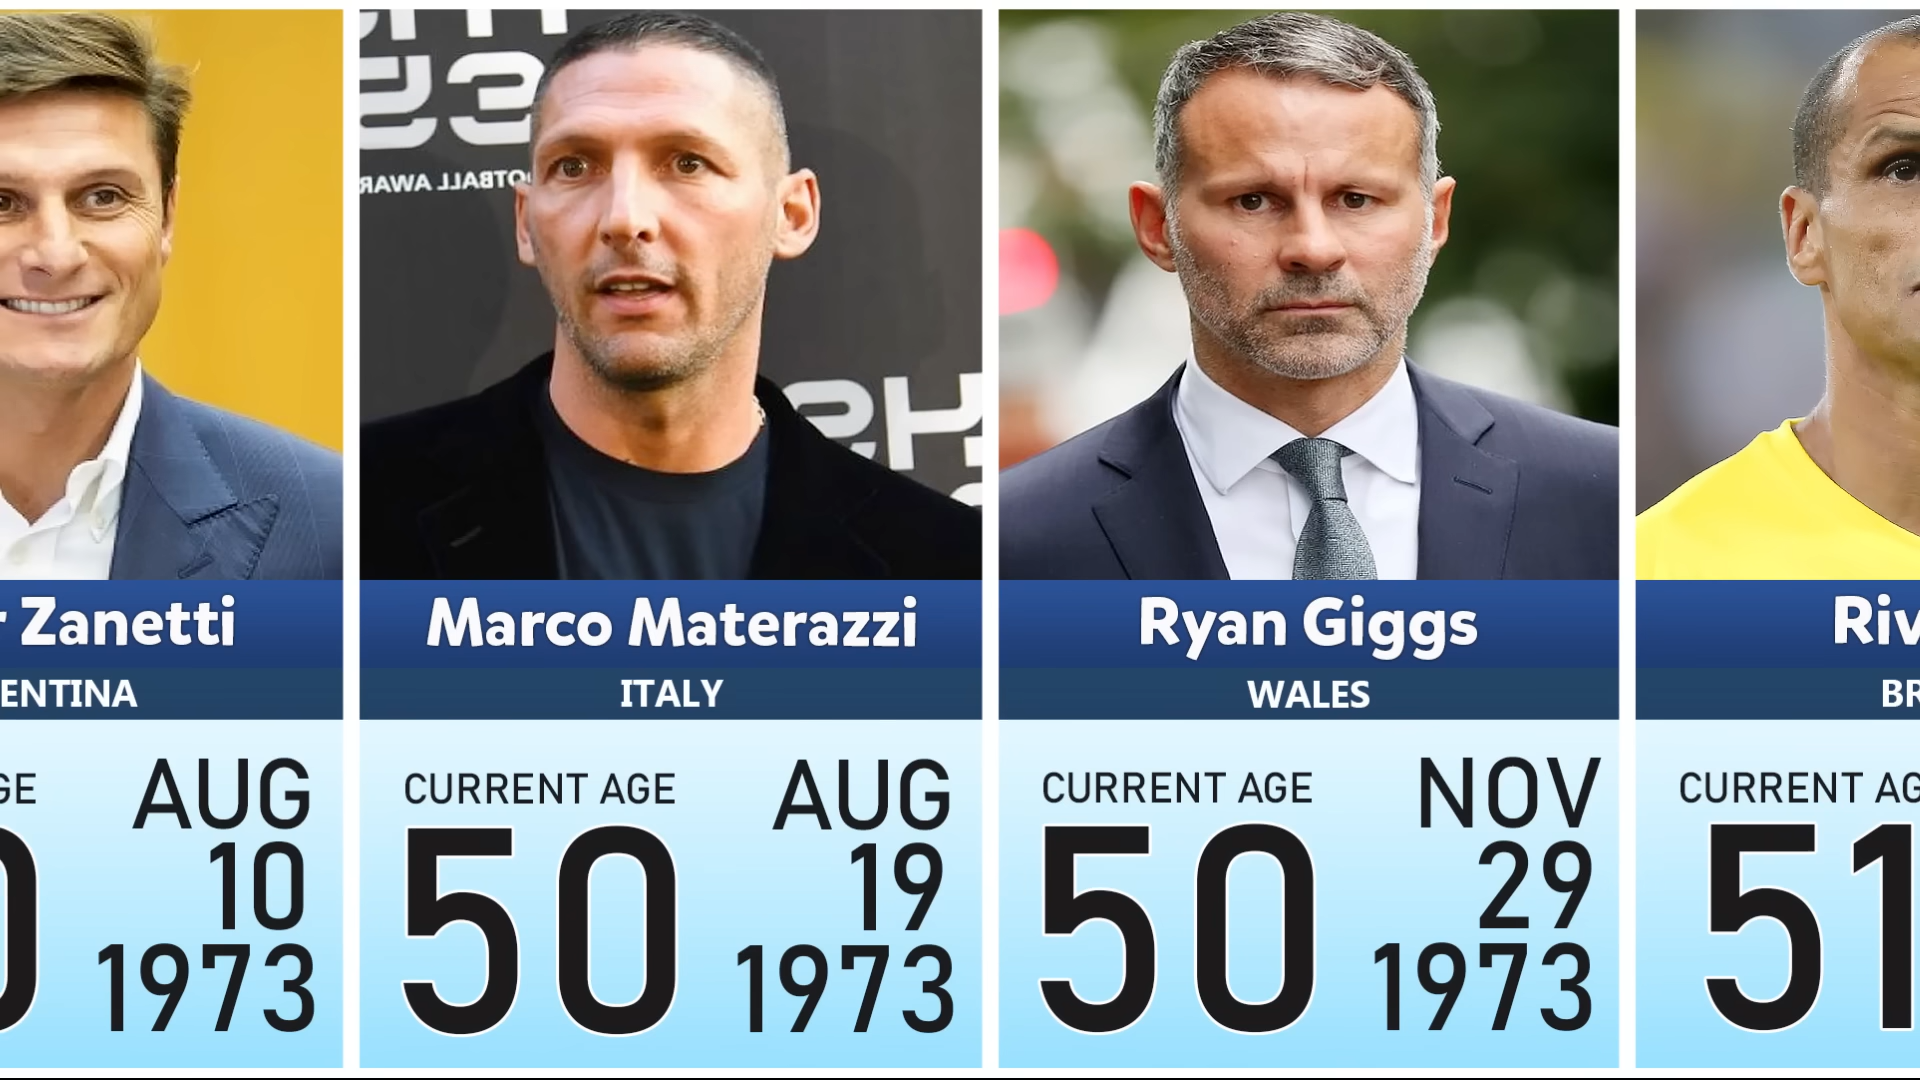 r Zanetti
ENTINA
GE
AUG
10
1973
Marco Materazzi
ITALY
CURRENT AGE
50
AUG
19
1973
Ryan Giggs
WALES
CURRENT AGE
50
NOV
29
1973
Riv
BR
CURRENT AG
51